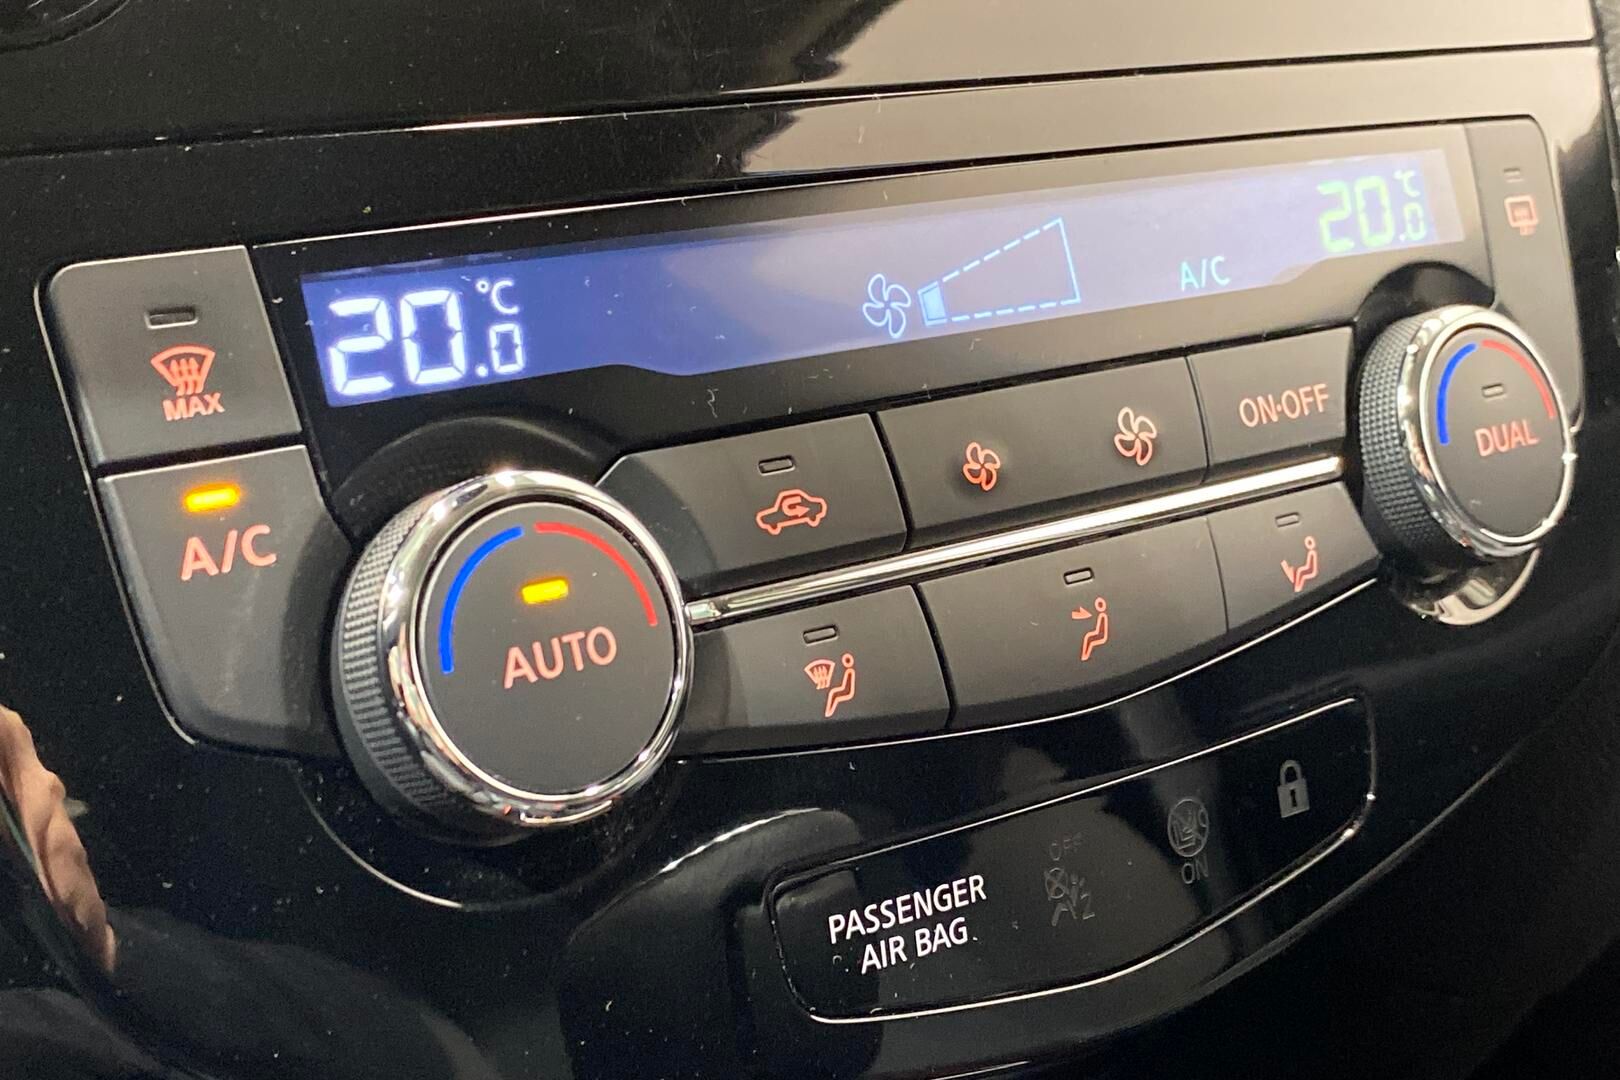 20.0 °C
A/C
20.0 °C
MAX
A/C
AUTO
ON·OFF
DUAL
PASSENGER
AIR BAG
OFF
ON